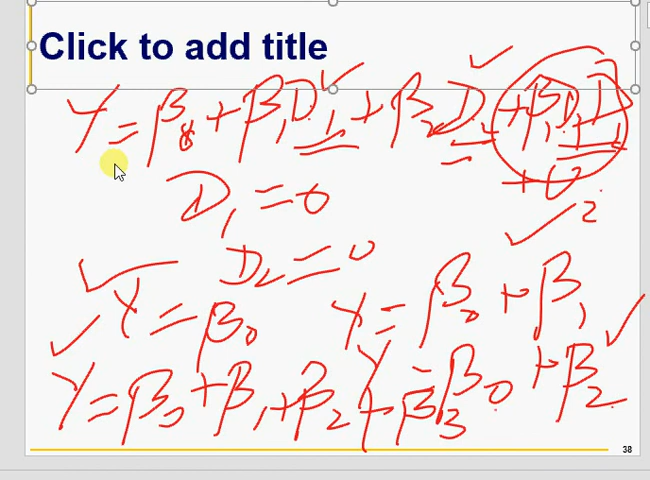 Click to add title
Y = β0 + β1D1 + β2D2 + β3D1D2
+ U
D1 = 0
2
D2 = 0
Y = β0
Y = β0 + β1
Y = β0 + β2
Y = β0 + β1 + β2 + β3
38